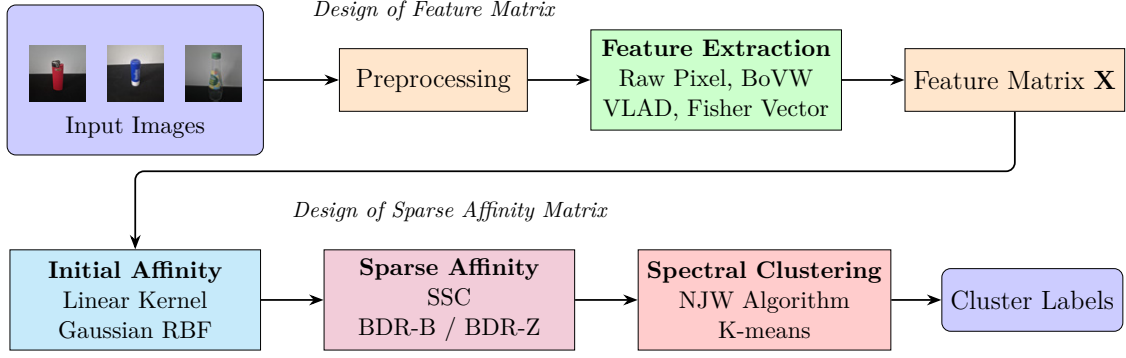 Design of Feature Matrix
Input Images
Preprocessing
Feature Extraction
Raw Pixel, BoVW
VLAD, Fisher Vector
Feature Matrix X
Design of Sparse Affinity Matrix
Initial Affinity
Linear Kernel
Gaussian RBF
Sparse Affinity
SSC
BDR-B / BDR-Z
Spectral Clustering
NJW Algorithm
K-means
Cluster Labels